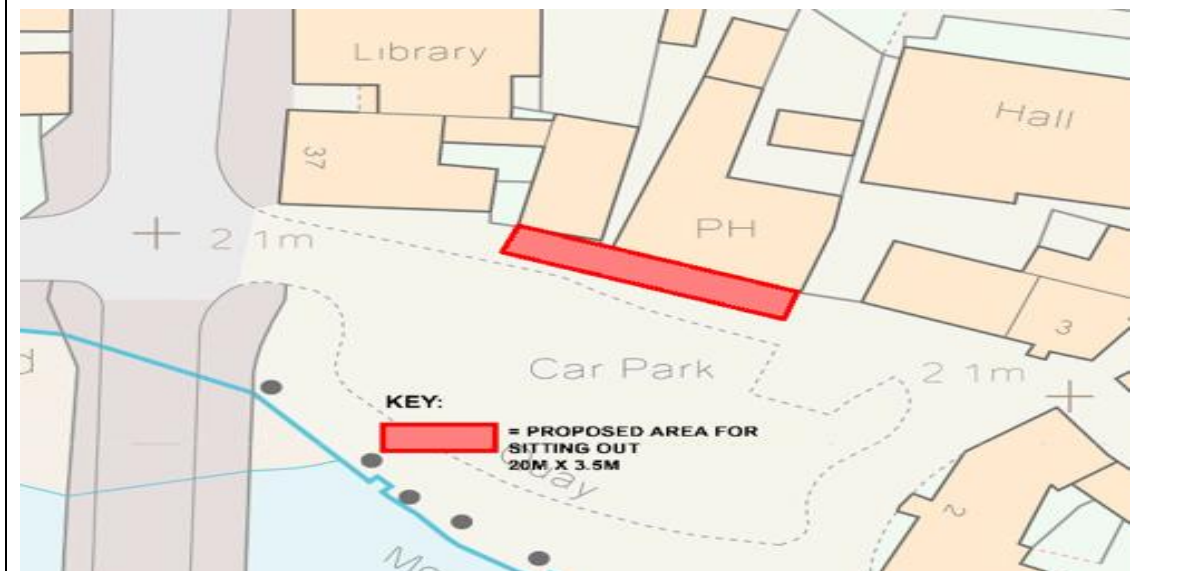 Library
Hall
37
PH
2 1m
3
Car Park
2 1m
KEY:
= PROPOSED AREA FOR
SITTING OUT
20M X 3.5M
Quay
2